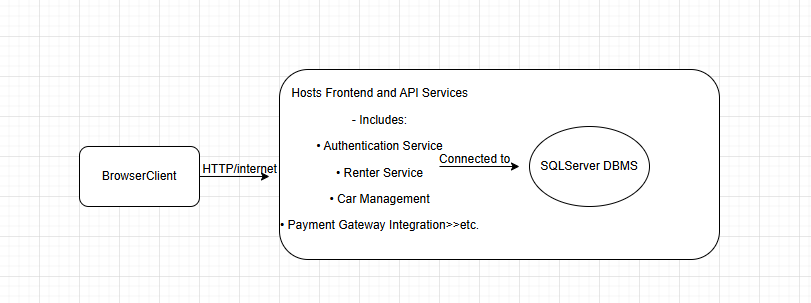 Hosts Frontend and API Services
- Includes:
• Authentication Service
• Renter Service
• Car Management
• Payment Gateway Integration>>etc.
BrowserClient
HTTP/internet
Connected to
SQLServer DBMS